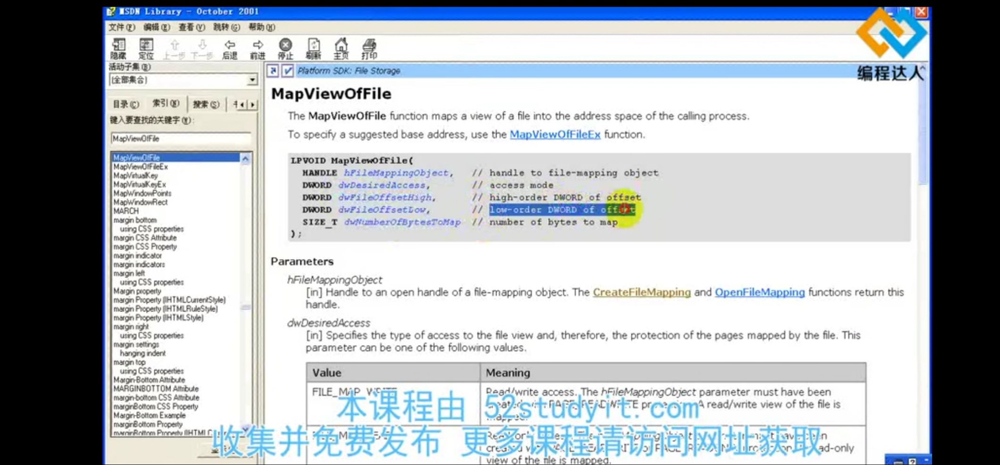 MSDN Library - October 2001
文件(F) 编辑(E) 查看(V) 跳转(G) 帮助(H)
隐藏 定位 上一步 下一步 后退 前进 停止 刷新 主页 打印
编程达人
活动子集(B)
(全部集合)
目录(C) 索引(N) 搜索(S)
键入要查找的关键字(W):
MapViewOfFile
MapViewOfFile
MapViewOfFileEx
MapVirtualKey
MapVirtualKeyEx
MapWindowPoints
MapWindowRect
MARCH
margin bottom
using CSS properties
margin CSS Attribute
margin CSS Property
margin indicator
margin indicators
margin left
using CSS properties
Margin property
margin Property (IHTMLCurrentStyle)
margin Property (IHTMLRuleStyle)
margin Property (IHTMLStyle)
margin right
using CSS properties
margin settings
hanging indent
margin top
using CSS properties
Margin-Bottom Attribute
MARGINBOTTOM Attribute
margin-bottom CSS Attribute
marginBottom CSS Property
Margin-Bottom Example
marginBottom Property
marginBottom Property (IHTMLC
Platform SDK: File Storage
MapViewOfFile
The MapViewOfFile function maps a view of a file into the address space of the calling process.
To specify a suggested base address, use the MapViewOfFileEx function.
LPVOID MapViewOfFile(
HANDLE hFileMappingObject, // handle to file-mapping object
DWORD dwDesiredAccess, // access mode
DWORD dwFileOffsetHigh, // high-order DWORD of offset
DWORD dwFileOffsetLow, // low-order DWORD of offset
SIZE_T dwNumberOfBytesToMap // number of bytes to map
);
Parameters
hFileMappingObject
[in] Handle to an open handle of a file-mapping object. The CreateFileMapping and OpenFileMapping functions return this
handle.
dwDesiredAccess
[in] Specifies the type of access to the file view and, therefore, the protection of the pages mapped by the file. This
parameter can be one of the following values.
Value Meaning
FILE_MAP_WRITE Read/write access. The hFileMappingObject parameter must have been
created with PAGE_READWRITE protection. A read/write view of the file is
mapped.
view of the file is mapped.
本课程由 52studyit.com
收集并免费发布 更多课程请访问网址获取